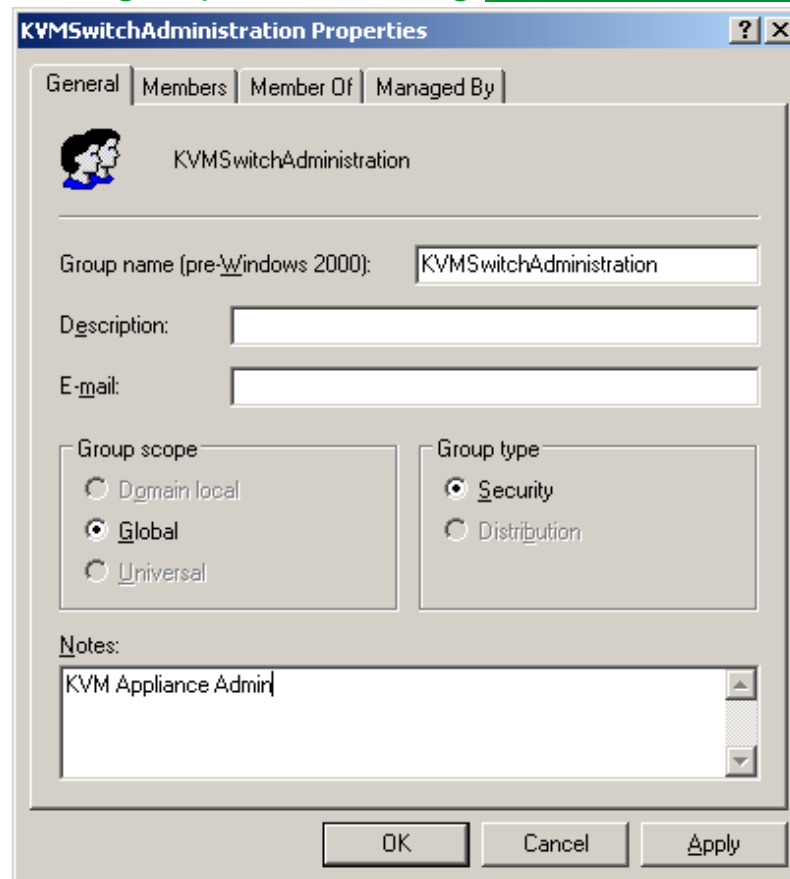 KVMSwitchAdministration Properties
General Members Member Of Managed By
KVMSwitchAdministration
Group name (pre-Windows 2000): KVMSwitchAdministration
Description:
E-mail:
Group scope Group type
Domain local Security
Global Distribution
Universal
Notes:
KVM Appliance Admin
OK Cancel Apply